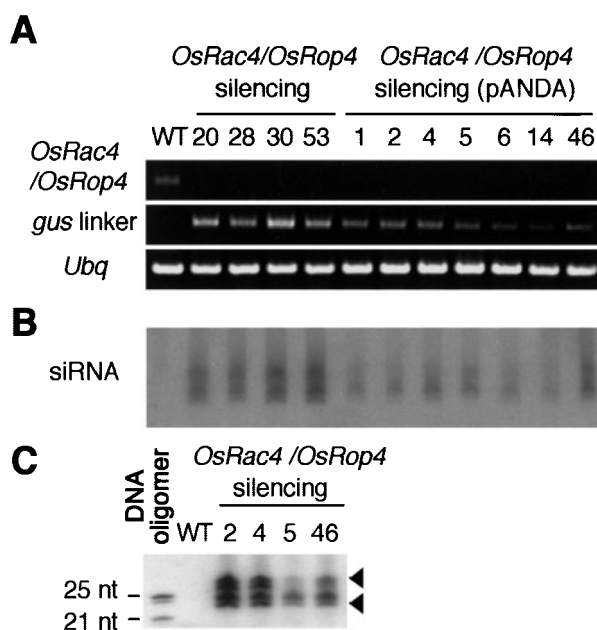 A
OsRac4/OsRop4 OsRac4 /OsRop4
silencing silencing (pANDA)
WT 20 28 30 53 1 2 4 5 6 14 46
OsRac4
/OsRop4
gus linker
Ubq
B
siRNA
C
DNA
oligomer
OsRac4 /OsRop4
silencing
WT 2 4 5 46
25 nt
21 nt